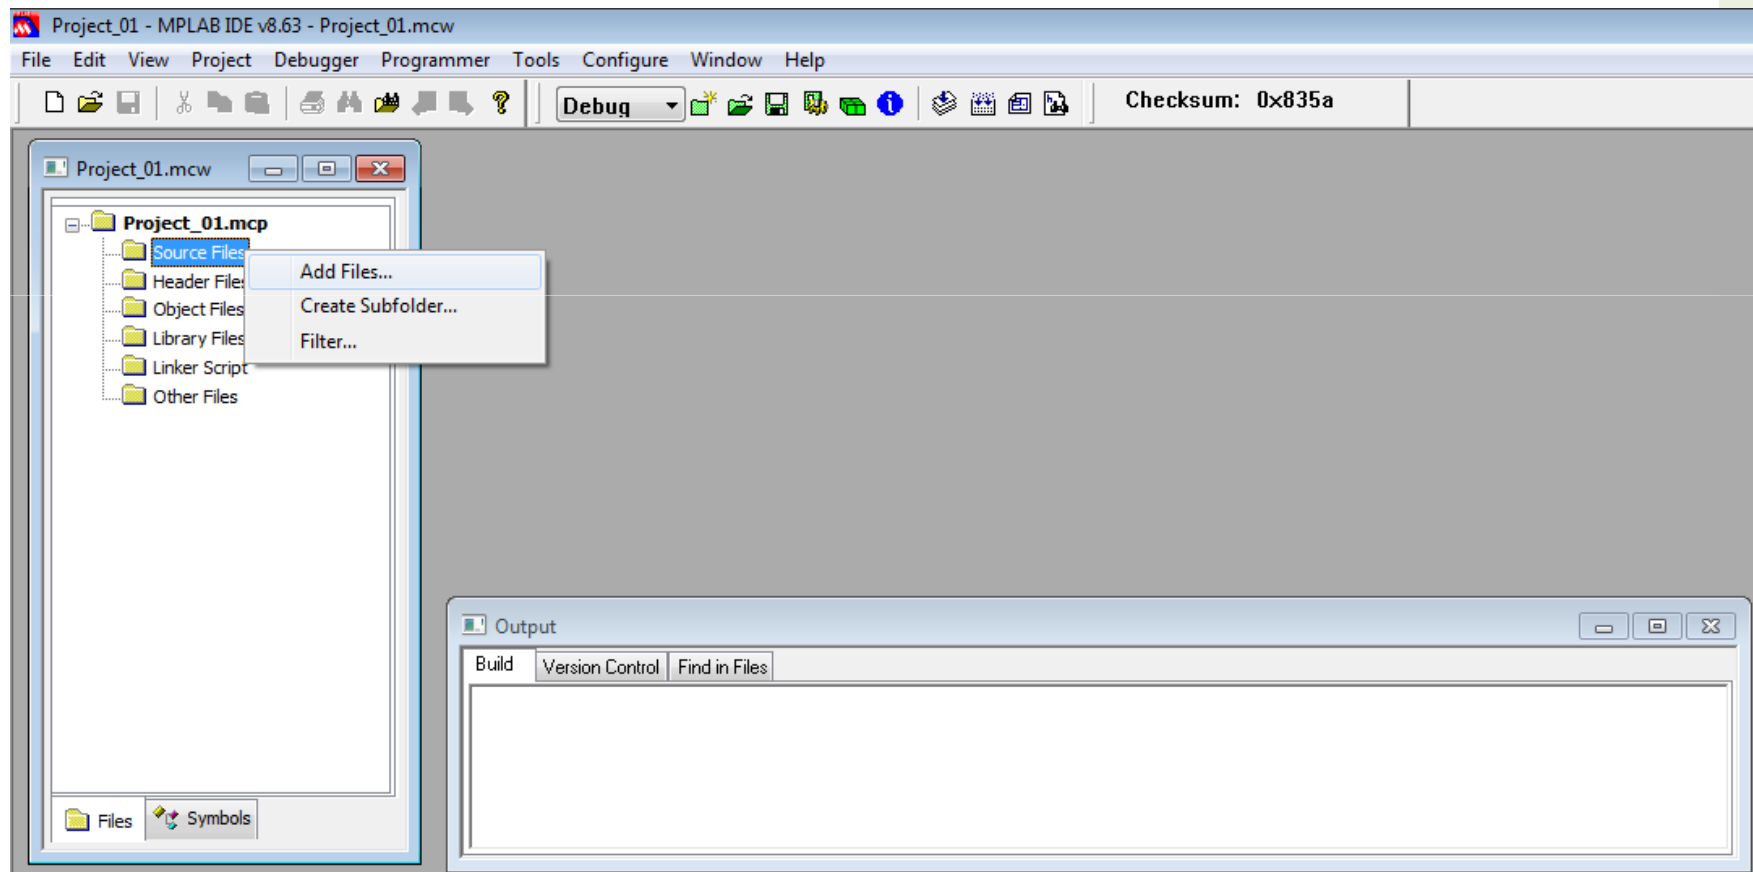 Project_01 - MPLAB IDE v8.63 - Project_01.mcw
File Edit View Project Debugger Programmer Tools Configure Window Help
Debug Checksum: 0x835a
Project_01.mcw
Project_01.mcp
Source Files
Header Files
Object Files
Library Files
Linker Script
Other Files
Add Files...
Create Subfolder...
Filter...
Files Symbols
Output
Build Version Control Find in Files